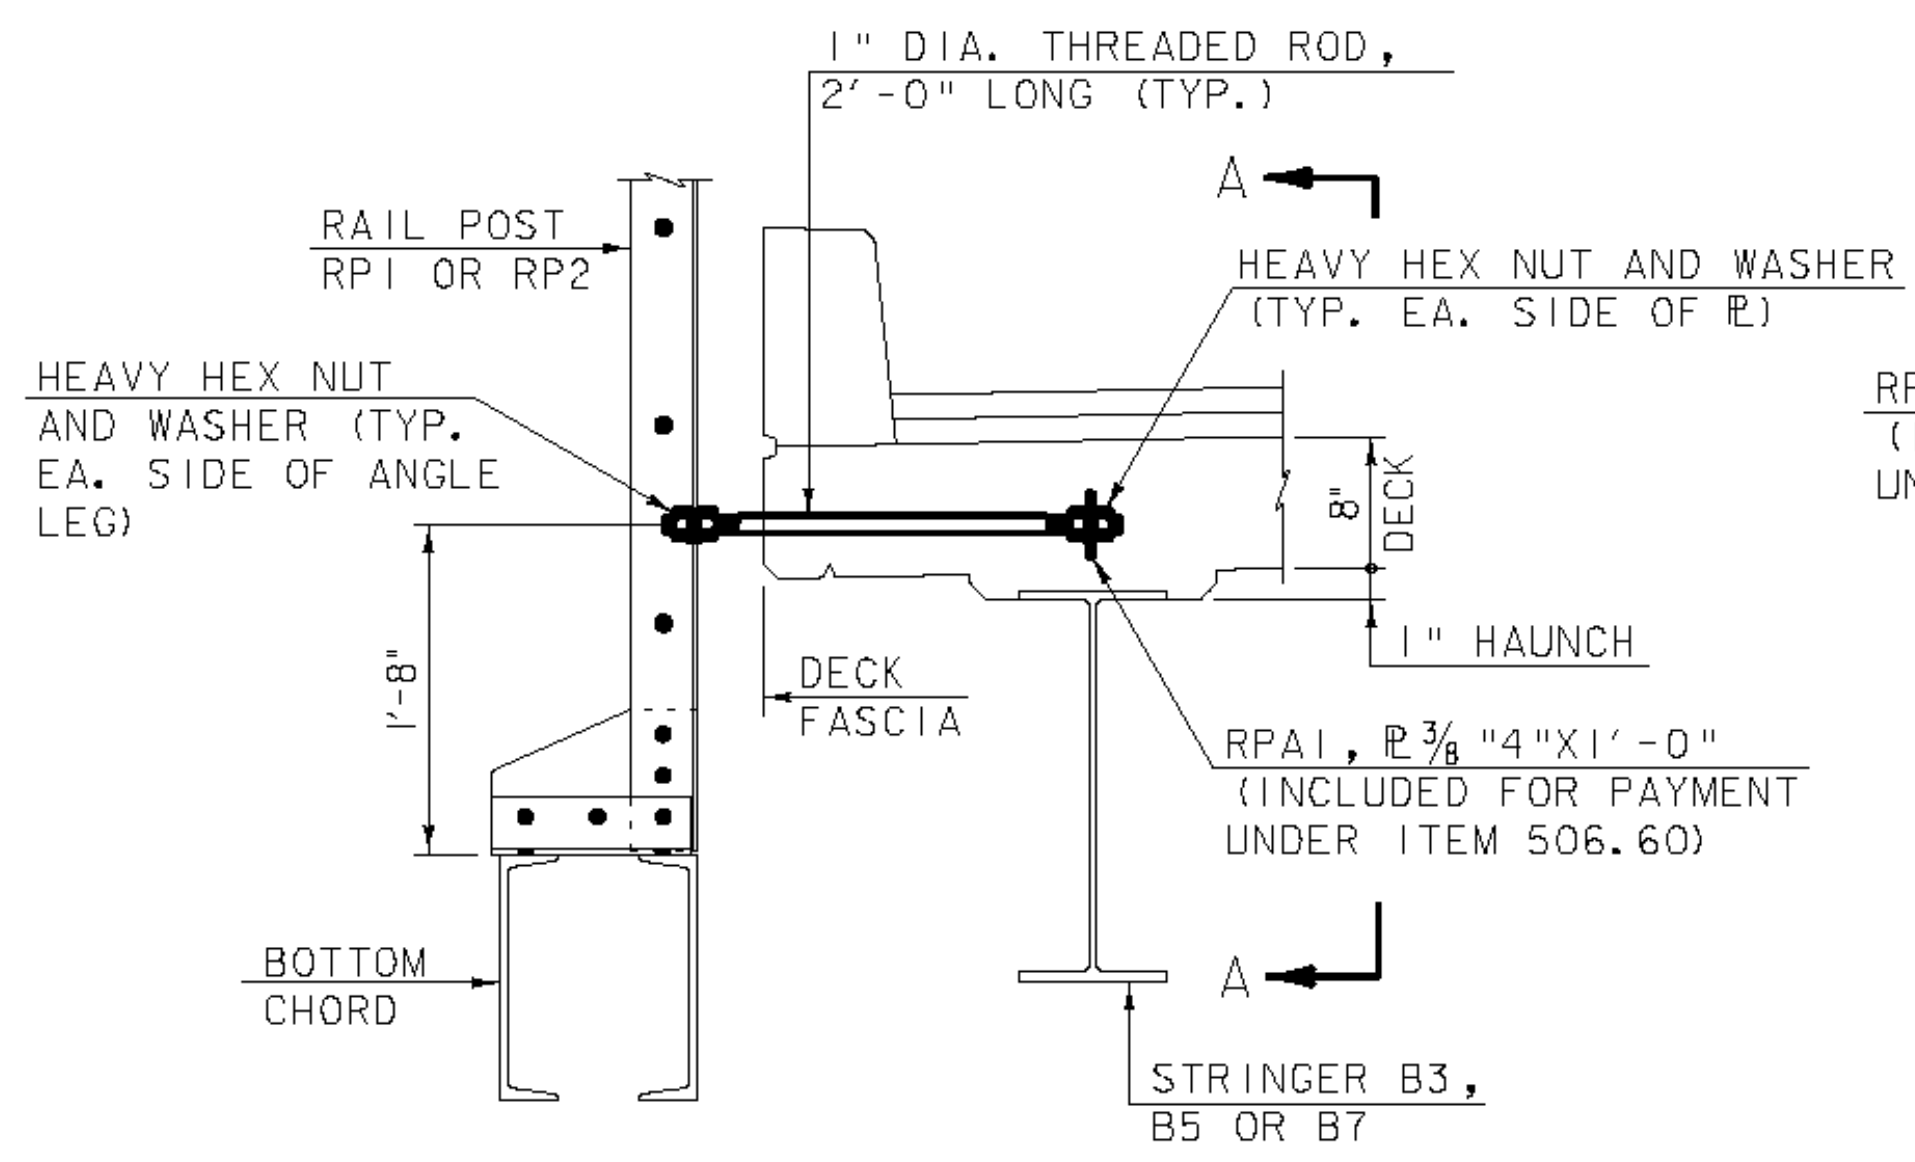 1" DIA. THREADED ROD,
2'-0" LONG (TYP.)
A
RAIL POST
RP1 OR RP2
HEAVY HEX NUT AND WASHER
(TYP. EA. SIDE OF ⅊)
HEAVY HEX NUT
AND WASHER (TYP.
EA. SIDE OF ANGLE
LEG)
8"
DECK
1'-8"
1" HAUNCH
DECK
FASCIA
RPA1, ⅊ 3/8 "4"X1'-0"
(INCLUDED FOR PAYMENT
UNDER ITEM 506.60)
BOTTOM
CHORD
A
STRINGER B3,
B5 OR B7